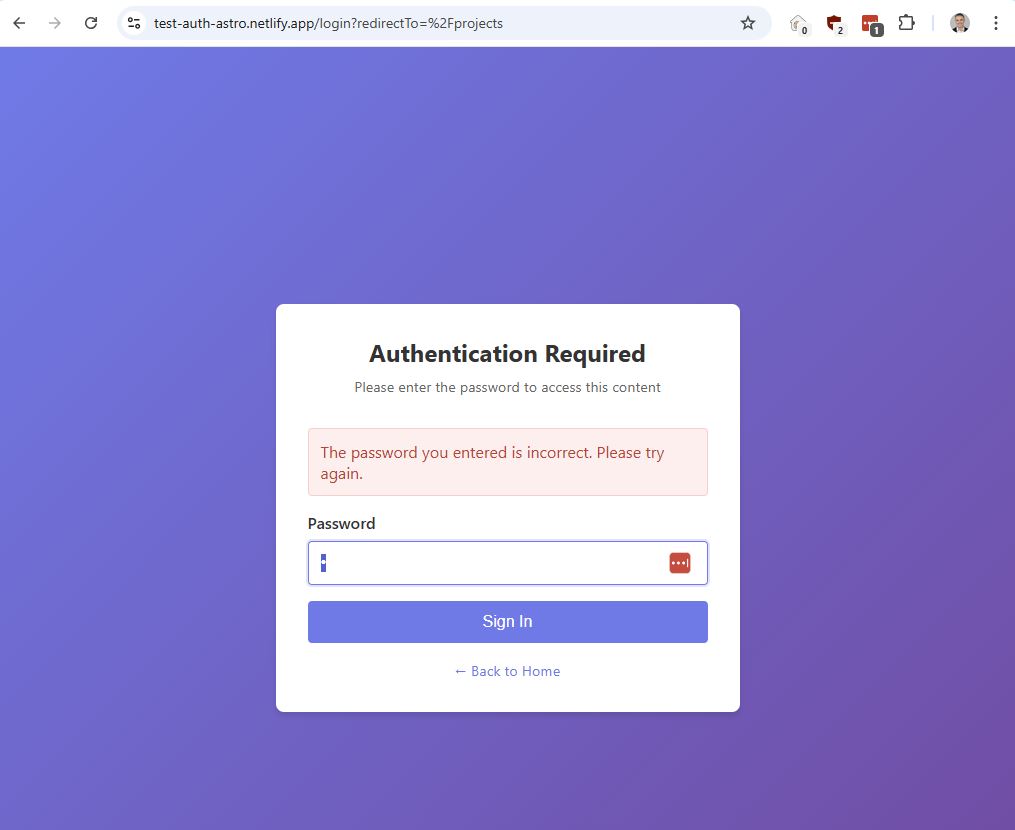 test-auth-astro.netlify.app/login?redirectTo=%2Fprojects
0
2
1
Authentication Required
Please enter the password to access this content
The password you entered is incorrect. Please try
again.
Password
Sign In
← Back to Home